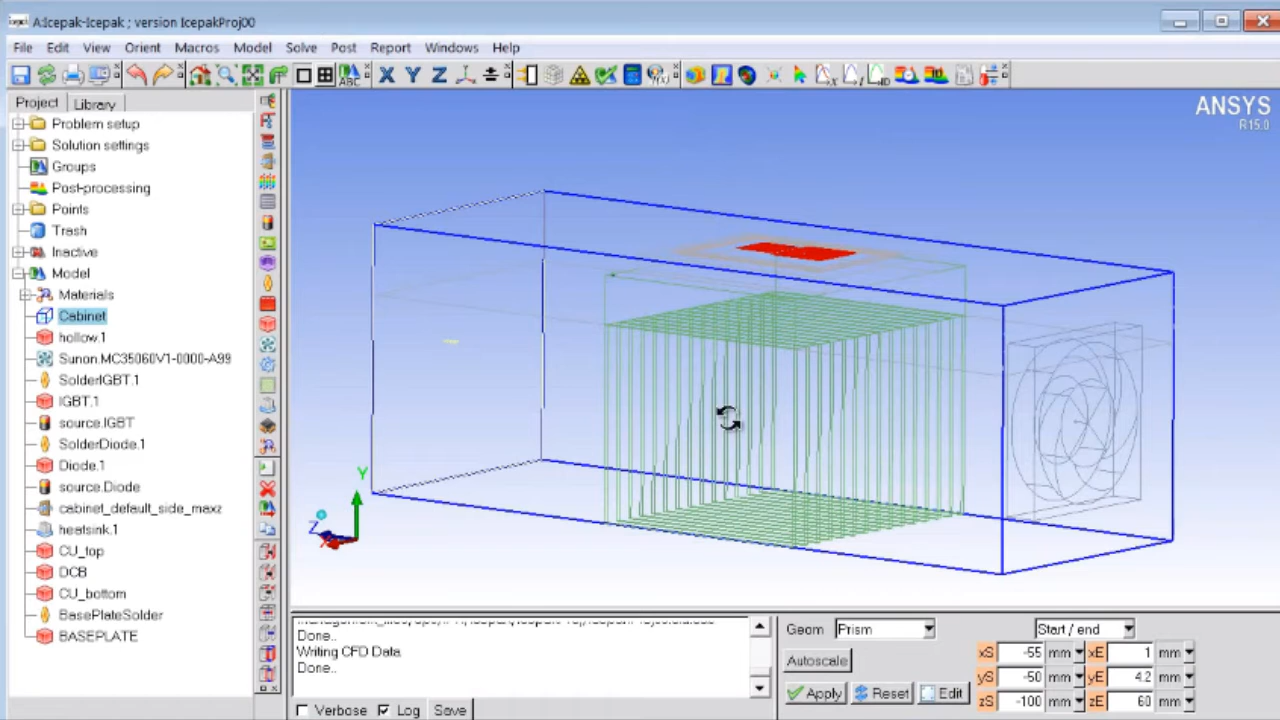 A:Icepak-Icepak ; version IcepakProj00
File Edit View Orient Macros Model Solve Post Report Windows Help
ABC X Y Z
Project Library
Problem setup
Solution settings
Groups
Post-processing
Points
Trash
Inactive
Model
Materials
Cabinet
hollow.1
Sunon.MC35060V1-0000-A99
SolderIGBT.1
IGBT.1
source.IGBT
SolderDiode.1
Diode.1
source.Diode
cabinet_default_side_maxz
heatsink.1
CU_top
DCB
CU_bottom
BasePlateSolder
BASEPLATE
ANSYS
R15.0
Y
Z
Done..
Writing CFD Data
Done..
Verbose Log Save
Geom Prism Start / end
Autoscale
xS -55 mm xE 1 mm
yS -50 mm yE 4.2 mm
zS -100 mm zE 60 mm
Apply Reset Edit